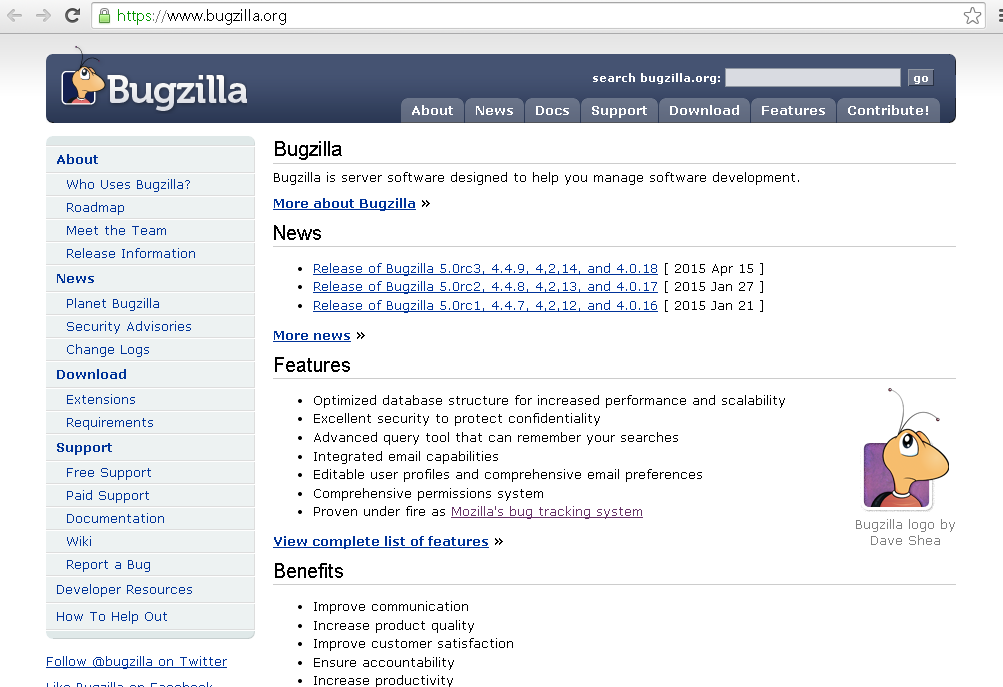 https://www.bugzilla.org
Bugzilla
search bugzilla.org:
go
About
News
Docs
Support
Download
Features
Contribute!
About
Who Uses Bugzilla?
Roadmap
Meet the Team
Release Information
News
Planet Bugzilla
Security Advisories
Change Logs
Download
Extensions
Requirements
Support
Free Support
Paid Support
Documentation
Wiki
Report a Bug
Developer Resources
How To Help Out
Follow @bugzilla on Twitter
Like Bugzilla on Facebook
Bugzilla
Bugzilla is server software designed to help you manage software development.
More about Bugzilla »
News
• Release of Bugzilla 5.0rc3, 4.4.9, 4,2,14, and 4.0.18 [ 2015 Apr 15 ]
• Release of Bugzilla 5.0rc2, 4.4.8, 4,2,13, and 4.0.17 [ 2015 Jan 27 ]
• Release of Bugzilla 5.0rc1, 4.4.7, 4,2,12, and 4.0.16 [ 2015 Jan 21 ]
More news »
Features
• Optimized database structure for increased performance and scalability
• Excellent security to protect confidentiality
• Advanced query tool that can remember your searches
• Integrated email capabilities
• Editable user profiles and comprehensive email preferences
• Comprehensive permissions system
• Proven under fire as Mozilla's bug tracking system
Bugzilla logo by
Dave Shea
View complete list of features »
Benefits
• Improve communication
• Increase product quality
• Improve customer satisfaction
• Ensure accountability
• Increase productivity